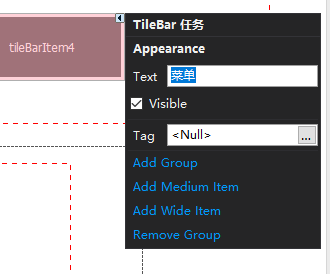 tileBarItem4
TileBar 任务
Appearance
Text 菜单
Visible
Tag <Null> ...
Add Group
Add Medium Item
Add Wide Item
Remove Group